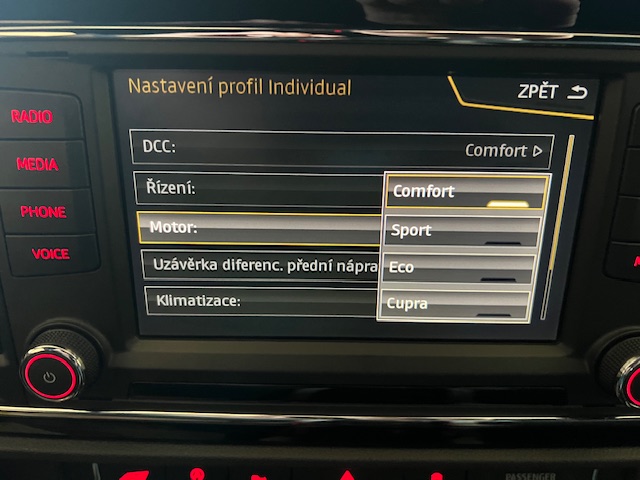 Nastavení profil Individual
ZPĚT
RADIO
MEDIA
PHONE
VOICE
DCC:
Comfort
Řízení:
Motor:
Uzávěrka diferenc. přední nápra
Klimatizace:
Comfort
Sport
Eco
Cupra
PASSENGER